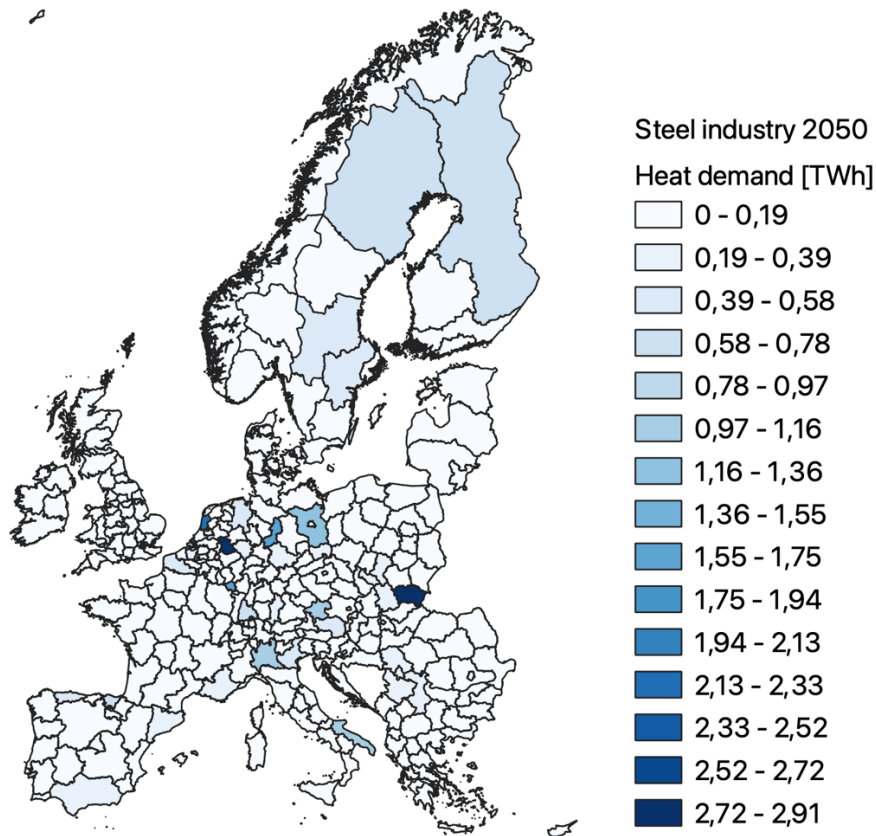 Steel industry 2050
Heat demand [TWh]
0 - 0,19
0,19 - 0,39
0,39 - 0,58
0,58 - 0,78
0,78 - 0,97
0,97 - 1,16
1,16 - 1,36
1,36 - 1,55
1,55 - 1,75
1,75 - 1,94
1,94 - 2,13
2,13 - 2,33
2,33 - 2,52
2,52 - 2,72
2,72 - 2,91